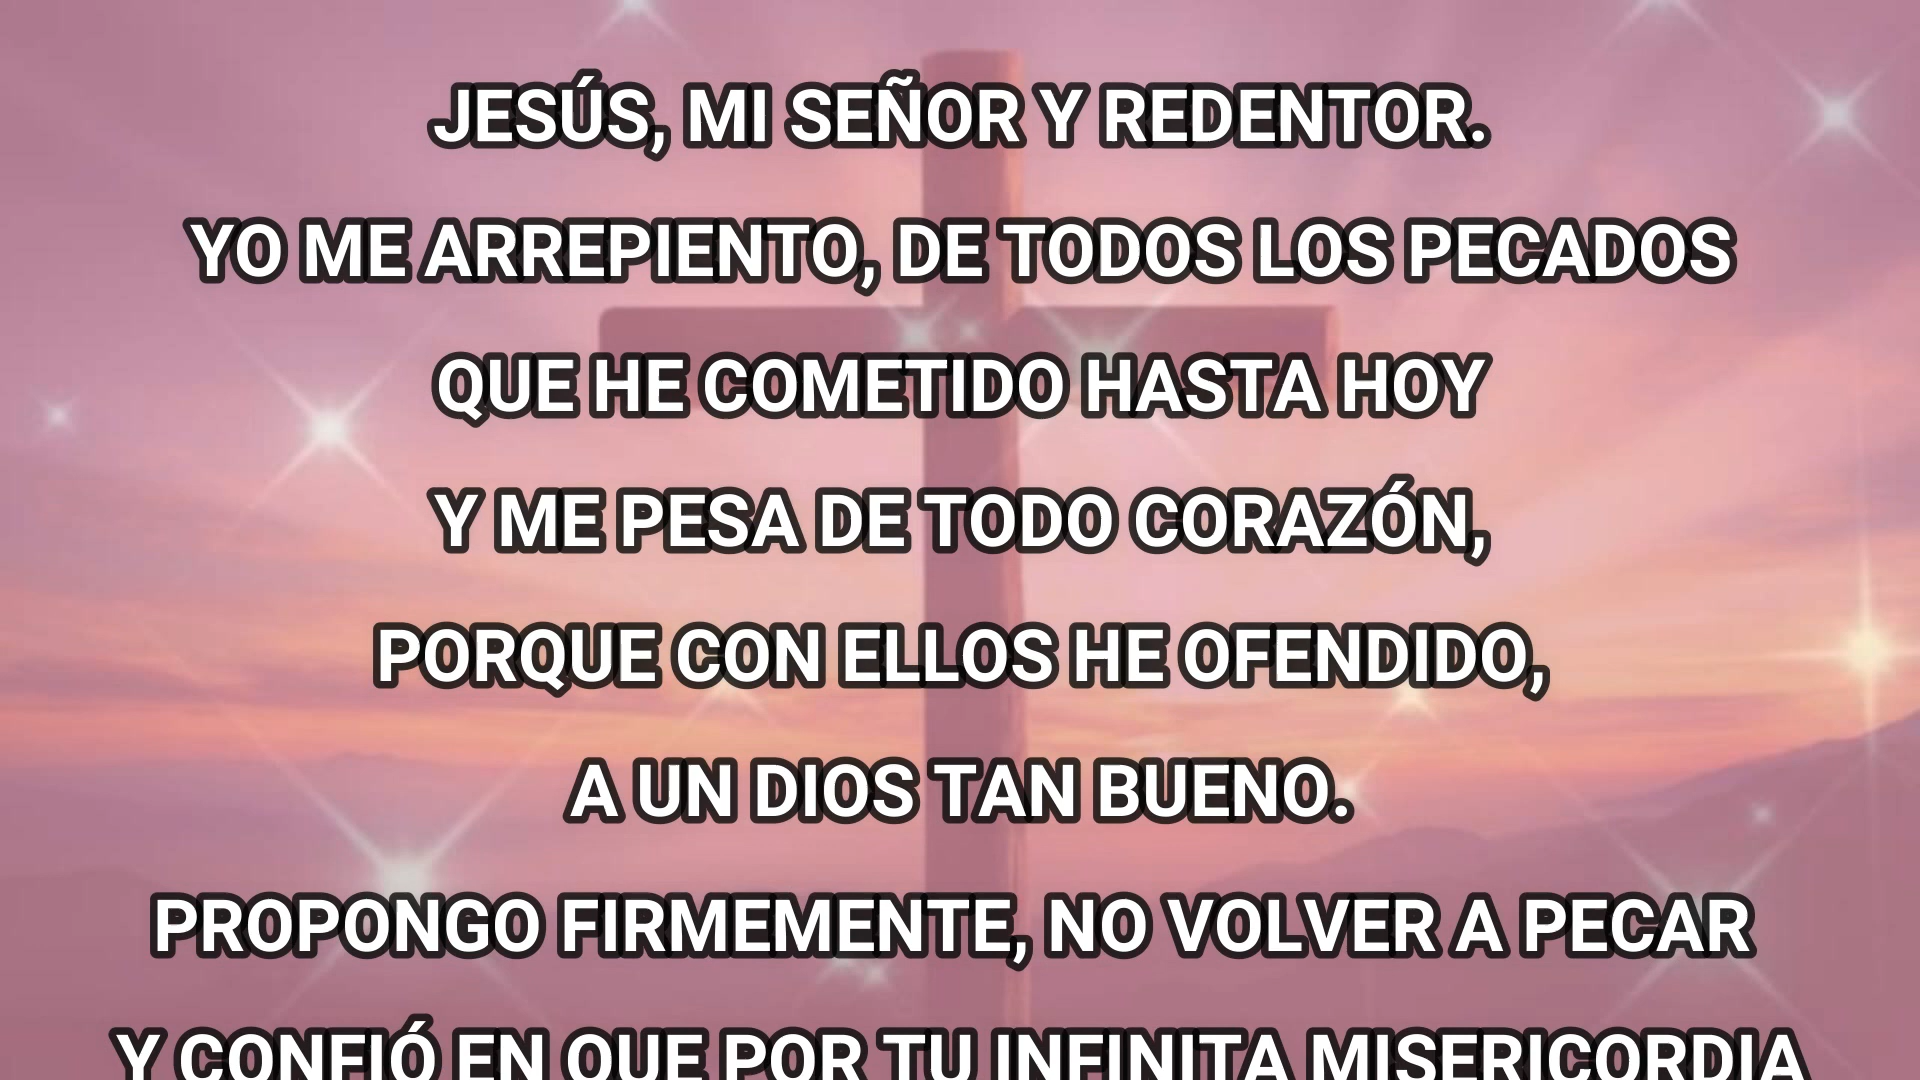 JESÚS, MI SEÑOR Y REDENTOR.
YO ME ARREPIENTO, DE TODOS LOS PECADOS
QUE HE COMETIDO HASTA HOY
Y ME PESA DE TODO CORAZÓN,
PORQUE CON ELLOS HE OFENDIDO,
A UN DIOS TAN BUENO.
PROPONGO FIRMEMENTE, NO VOLVER A PECAR
Y CONFIÓ EN QUE POR TU INFINITA MISERICORDIA